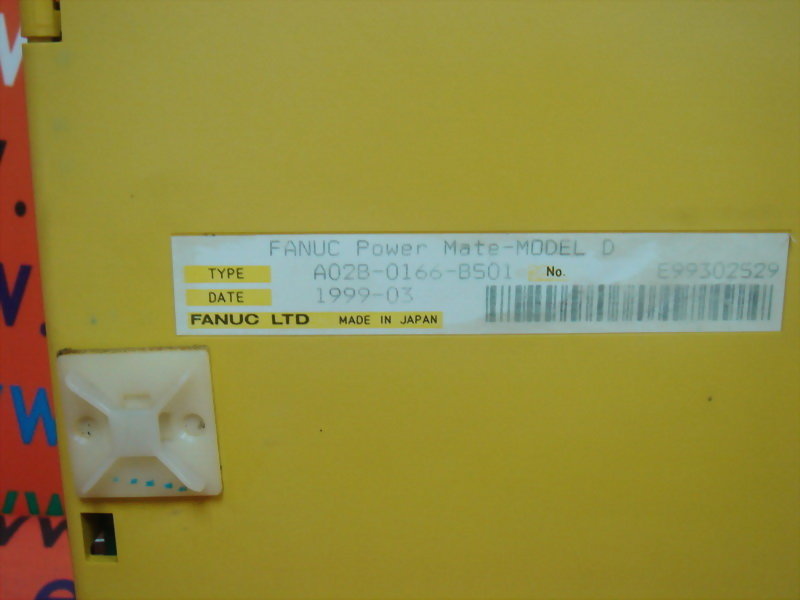 FANUC Power Mate-MODEL D
TYPE A02B-0166-B501 No. E99302529
DATE 1999-03
FANUC LTD MADE IN JAPAN